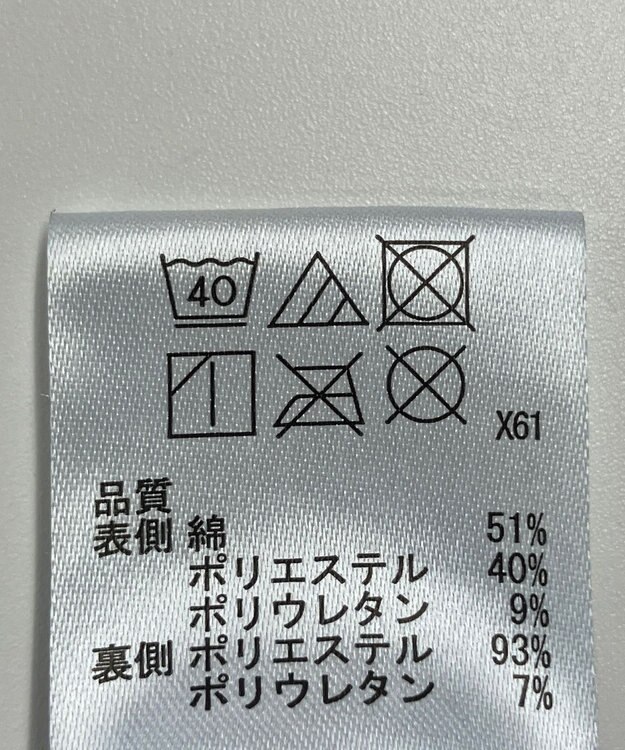 40
X61
品質
表側 綿 51%
ポリエステル 40%
ポリウレタン 9%
裏側 ポリエステル 93%
ポリウレタン 7%